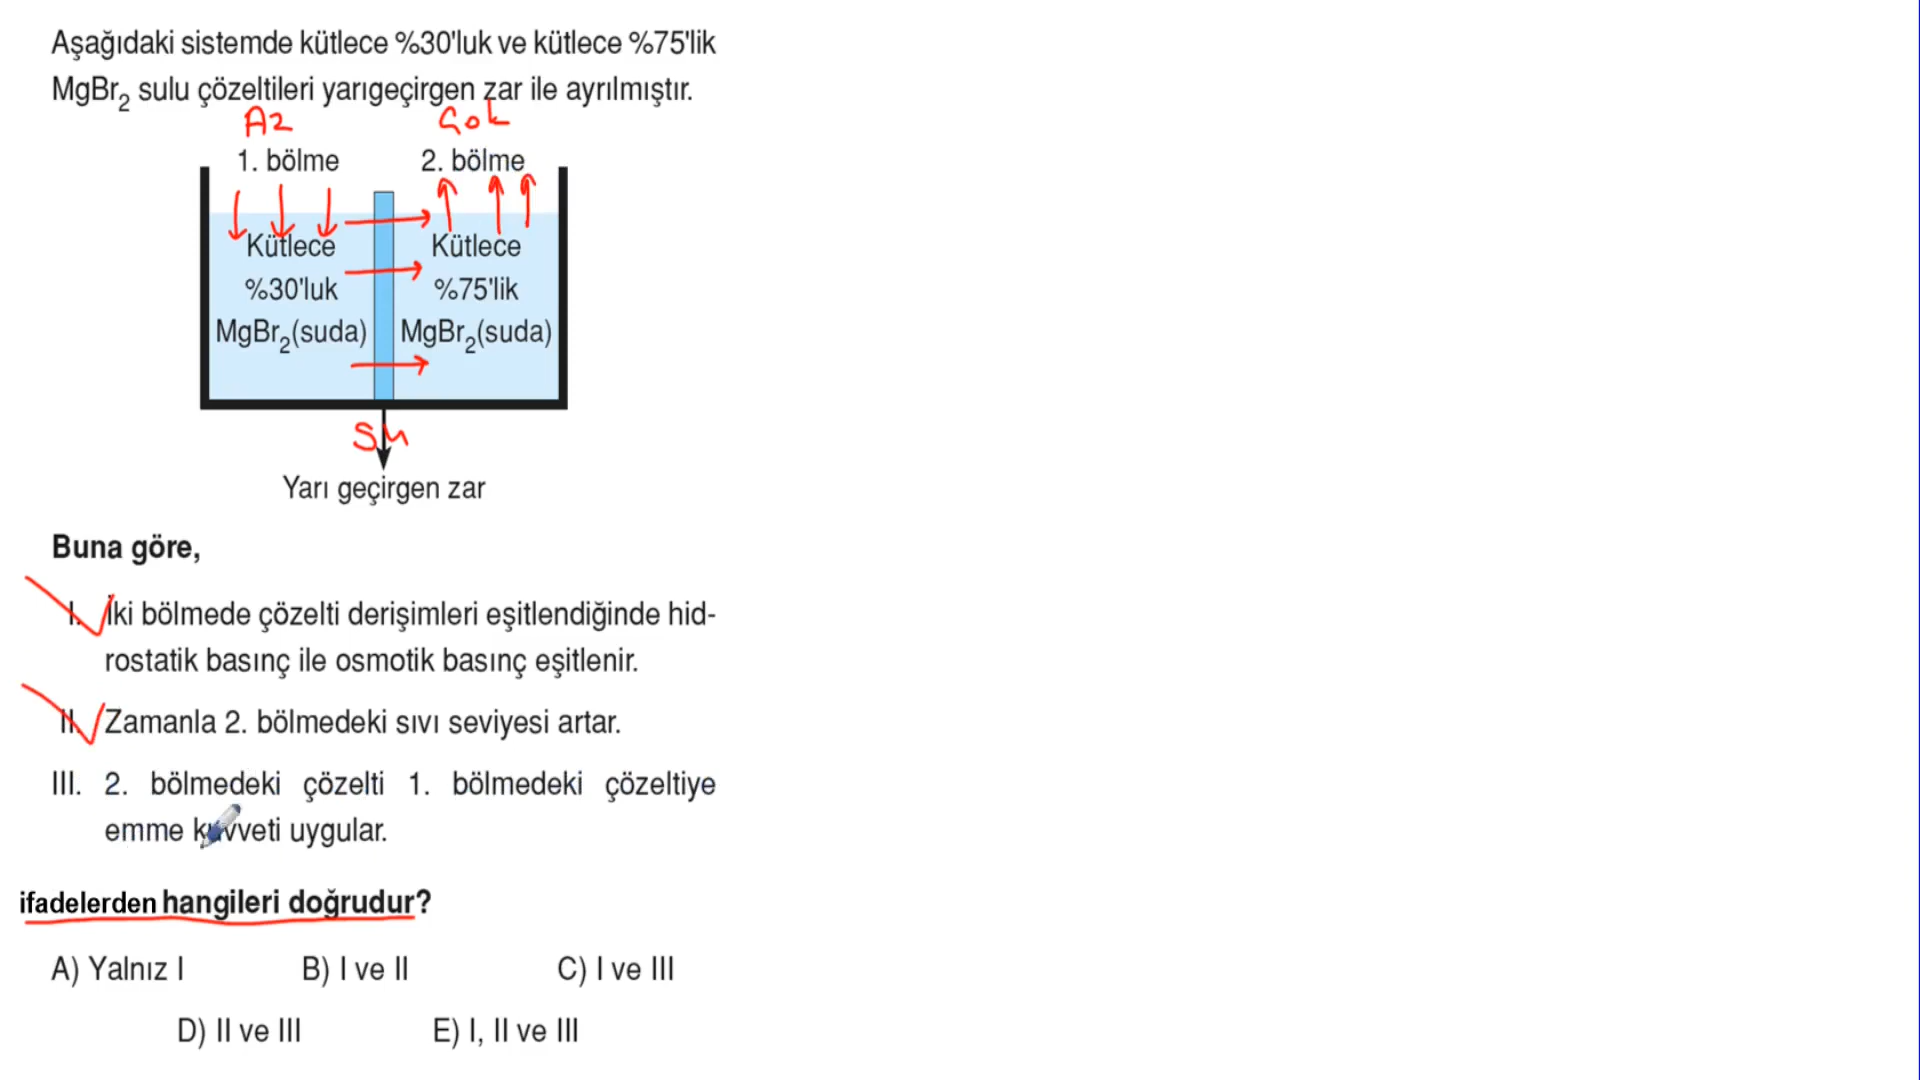 Aşağıdaki sistemde kütlece %30'luk ve kütlece %75'lik
MgBr2 sulu çözeltileri yarıgeçirgen zar ile ayrılmıştır.
Az Çok
1. bölme 2. bölme
Kütlece Kütlece
%30'luk %75'lik
MgBr2(suda) MgBr2(suda)
Su
Yarı geçirgen zar
Buna göre,
I. İki bölmede çözelti derişimleri eşitlendiğinde hid-
rostatik basınç ile osmotik basınç eşitlenir.
II. Zamanla 2. bölmedeki sıvı seviyesi artar.
III. 2. bölmedeki çözelti 1. bölmedeki çözeltiye
emme kuvveti uygular.
ifadelerden hangileri doğrudur?
A) Yalnız I B) I ve II C) I ve III
D) II ve III E) I, II ve III